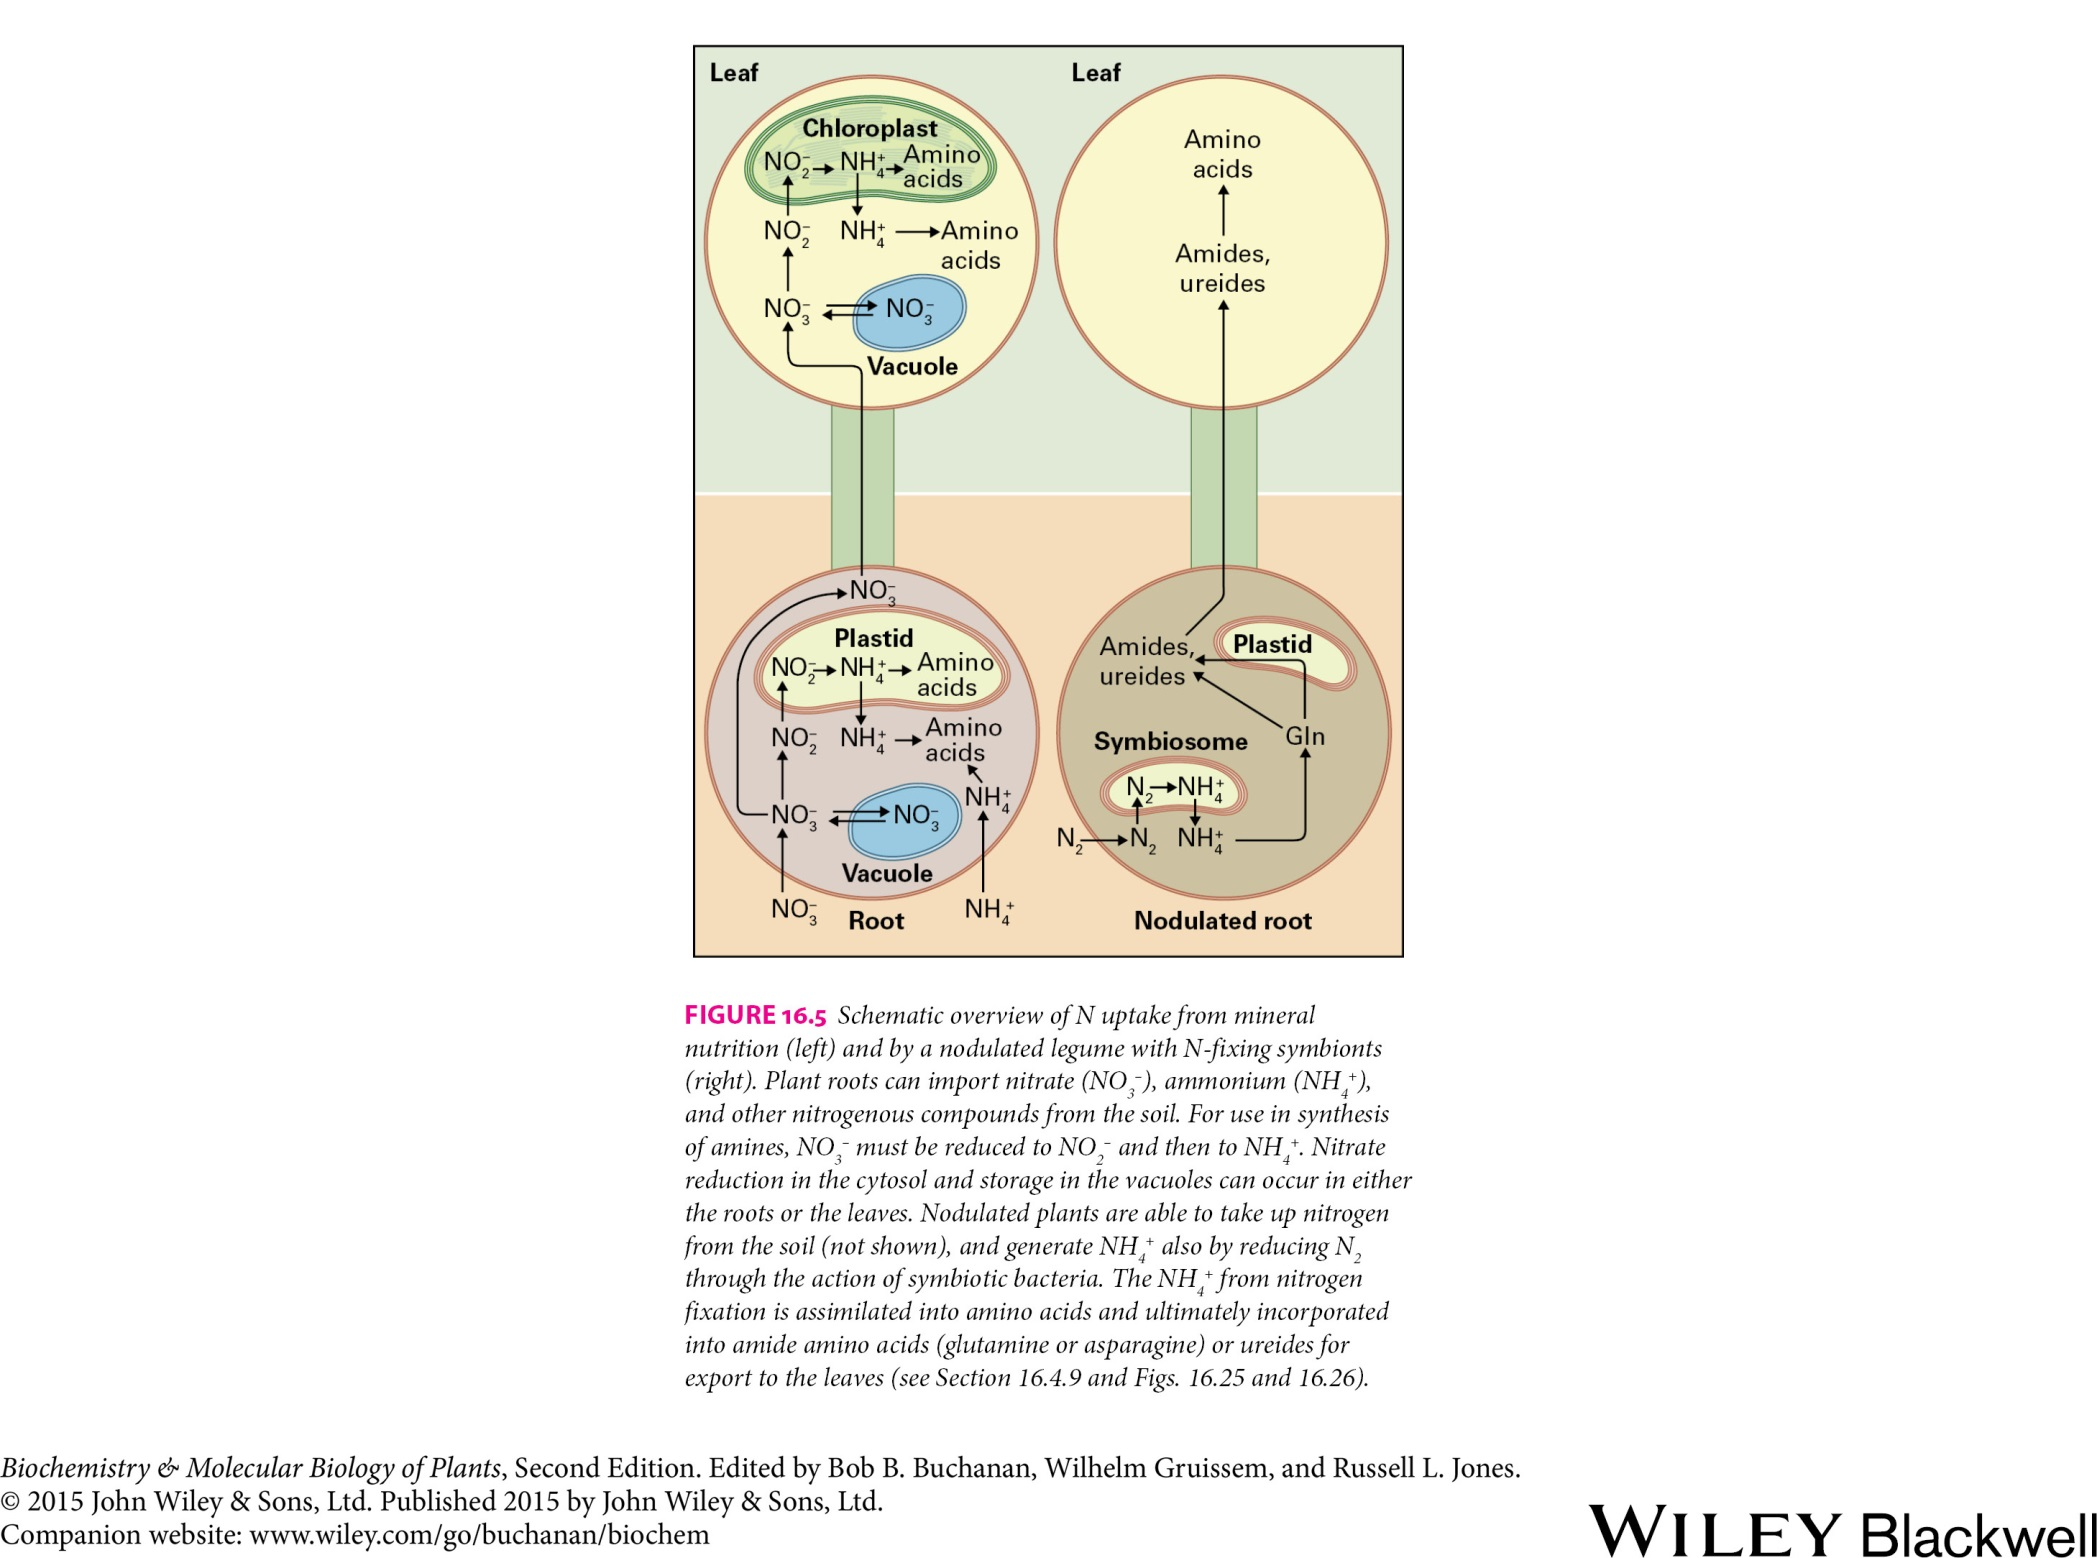 Leaf
Chloroplast
NO₂⁻ → NH₄⁺ → Amino
acids
NO₂⁻ NH₄⁺ → Amino
acids
NO₃⁻ ⇌ NO₃⁻
Vacuole
Leaf
Amino
acids
Amides,
ureides
NO₃⁻
Plastid
NO₂⁻ → NH₄⁺ → Amino
acids
NO₂⁻ NH₄⁺ → Amino
acids
NH₄⁺
NO₃⁻ ⇌ NO₃⁻
Vacuole
NO₃⁻
Root
NH₄⁺
Plastid
Amides,
ureides
Gln
Symbiosome
N₂ → NH₄⁺
N₂ → N₂ NH₄⁺
Nodulated root
FIGURE 16.5 Schematic overview of N uptake from mineral
nutrition (left) and by a nodulated legume with N-fixing symbionts
(right). Plant roots can import nitrate (NO₃⁻), ammonium (NH₄⁺),
and other nitrogenous compounds from the soil. For use in synthesis
of amines, NO₃⁻ must be reduced to NO₂⁻ and then to NH₄⁺. Nitrate
reduction in the cytosol and storage in the vacuoles can occur in either
the roots or the leaves. Nodulated plants are able to take up nitrogen
from the soil (not shown), and generate NH₄⁺ also by reducing N₂
through the action of symbiotic bacteria. The NH₄⁺ from nitrogen
fixation is assimilated into amino acids and ultimately incorporated
into amide amino acids (glutamine or asparagine) or ureides for
export to the leaves (see Section 16.4.9 and Figs. 16.25 and 16.26).
Biochemistry & Molecular Biology of Plants, Second Edition. Edited by Bob B. Buchanan, Wilhelm Gruissem, and Russell L. Jones.
© 2015 John Wiley & Sons, Ltd. Published 2015 by John Wiley & Sons, Ltd.
Companion website: www.wiley.com/go/buchanan/biochem
WILEY Blackwell